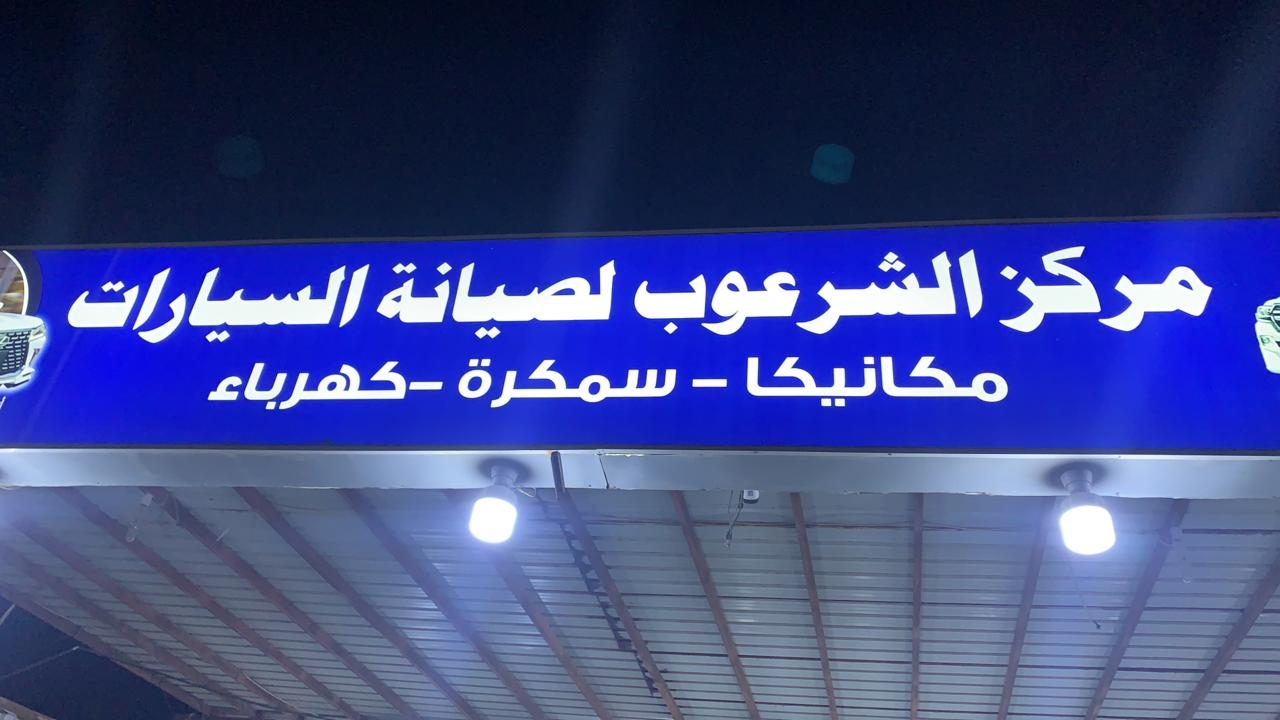 مركز الشرعوب لصيانة السيارات
مكانيكا - سمكرة -كهرباء